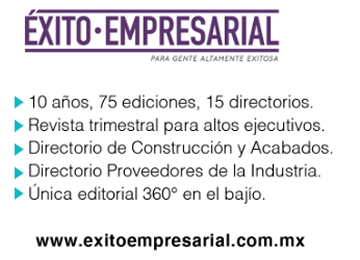 ÉXITO·EMPRESARIAL
PARA GENTE ALTAMENTE EXITOSA
10 años, 75 ediciones, 15 directorios.
Revista trimestral para altos ejecutivos.
Directorio de Construcción y Acabados.
Directorio Proveedores de la Industria.
Única editorial 360° en el bajío.
www.exitoempresarial.com.mx